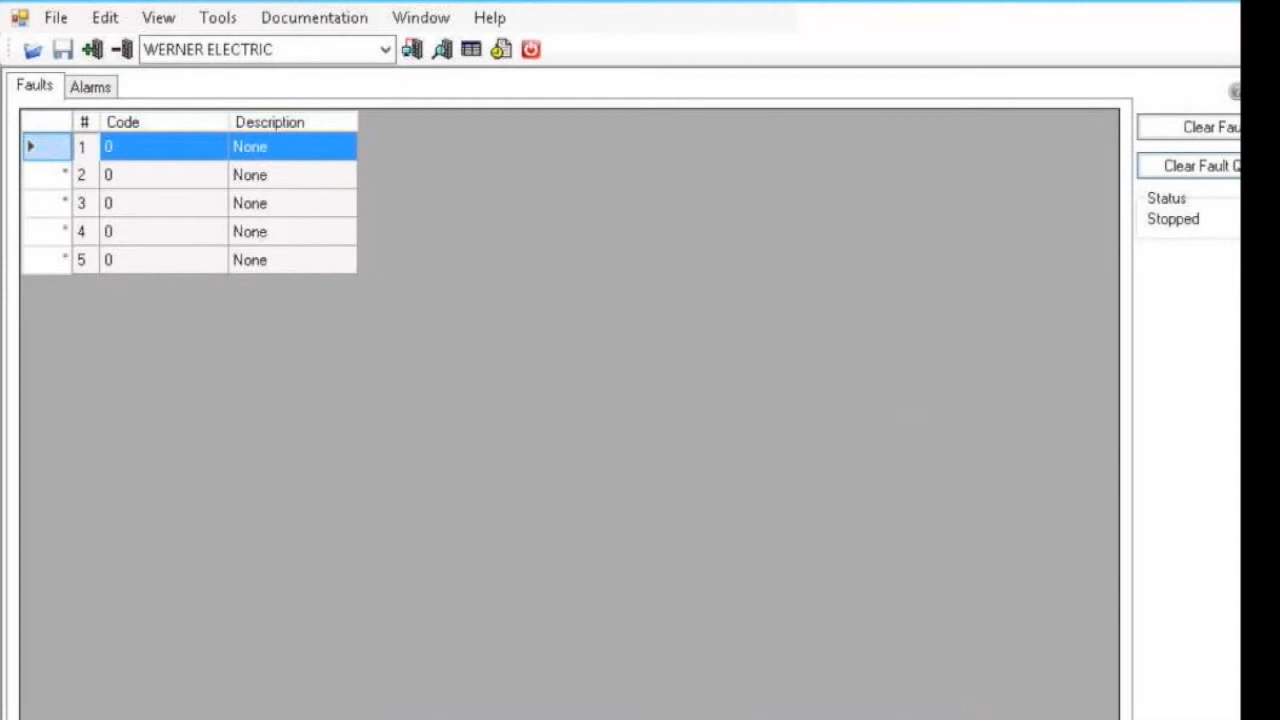 File Edit View Tools Documentation Window Help
WERNER ELECTRIC
Faults Alarms
# Code Description
1 0 None
* 2 0 None
* 3 0 None
* 4 0 None
* 5 0 None
Clear Fau
Clear Fault Q
Status
Stopped